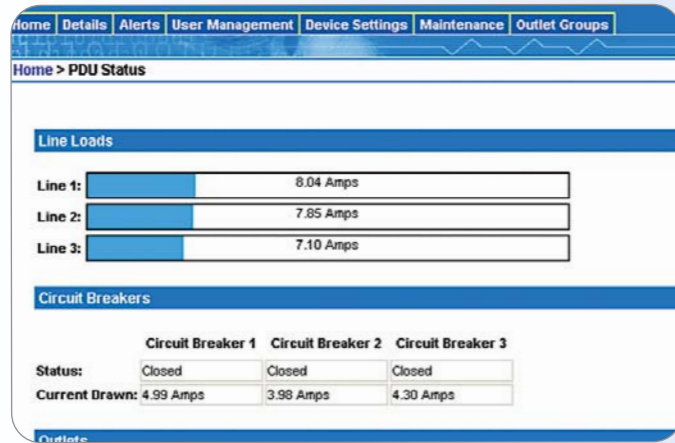 Home Details Alerts User Management Device Settings Maintenance Outlet Groups
Home > PDU Status
Line Loads
Line 1: 8.04 Amps
Line 2: 7.85 Amps
Line 3: 7.10 Amps
Circuit Breakers
Circuit Breaker 1 Circuit Breaker 2 Circuit Breaker 3
Status: Closed Closed Closed
Current Drawn: 4.99 Amps 3.98 Amps 4.30 Amps
Outlets